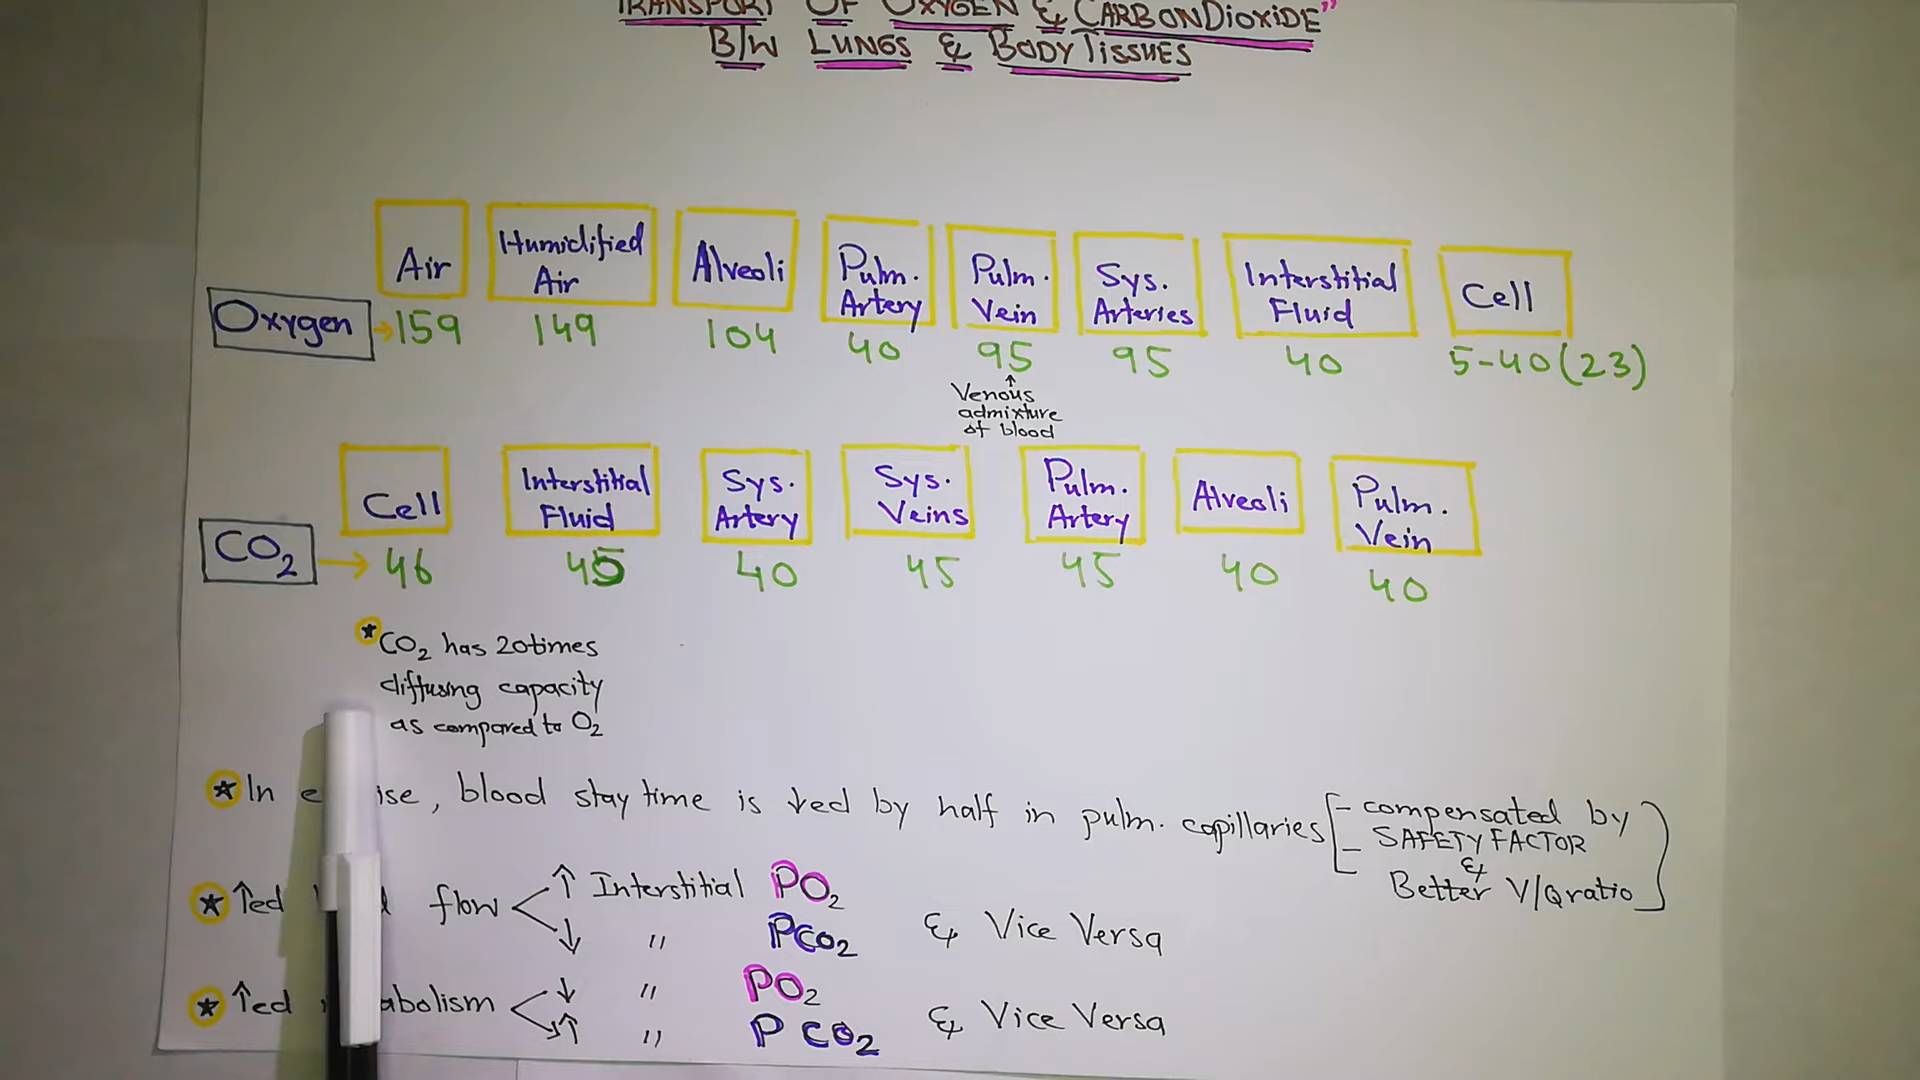 TRANSPORT OF OXYGEN & CARBONDIOXIDE"
B/W LUNGS & BODY TISSUES
Oxygen
Air
159
Humidified
Air
149
Alveoli
104
Pulm.
Artery
40
Pulm.
Vein
95
↑
Venous
admixture
of blood
Sys.
Arteries
95
Interstitial
Fluid
40
Cell
5-40(23)
CO₂
Cell
46
Interstitial
Fluid
45
Sys.
Artery
40
Sys.
Veins
45
Pulm.
Artery
45
Alveoli
40
Pulm.
Vein
40
*CO₂ has 20times
diffusing capacity
as compared to O₂
*In , blood stay time is ↓ed by half in pulm. capillaries
- compensated by
- SAFETY FACTOR
&
Better V/Q ratio
*↑ed flow
↑ Interstitial PO₂
↓ " PCO₂
& Vice Versa
*↑ed
↓ " PO₂
↑ " PCO₂
& Vice Versa